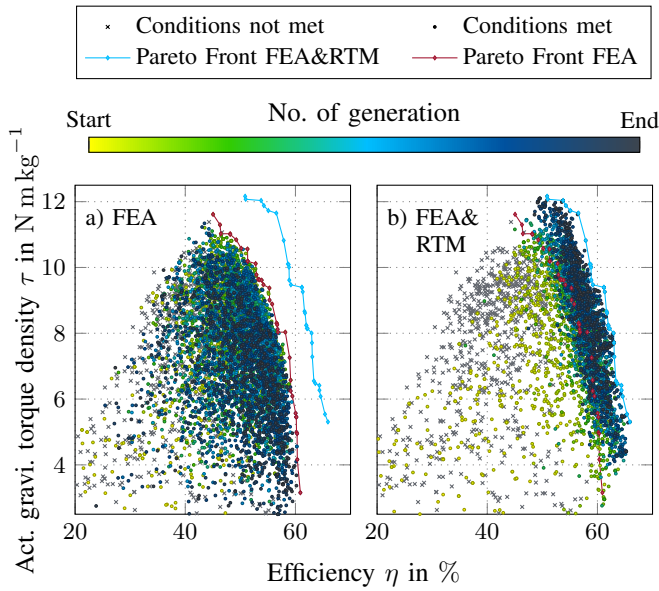 Conditions not met
Conditions met
Pareto Front FEA&RTM
Pareto Front FEA
No. of generation
Start
End
Act. gravi. torque density τ in N m kg⁻¹
12
10
8
6
4
a) FEA
b) FEA&
RTM
20
40
60
20
40
60
Efficiency η in %